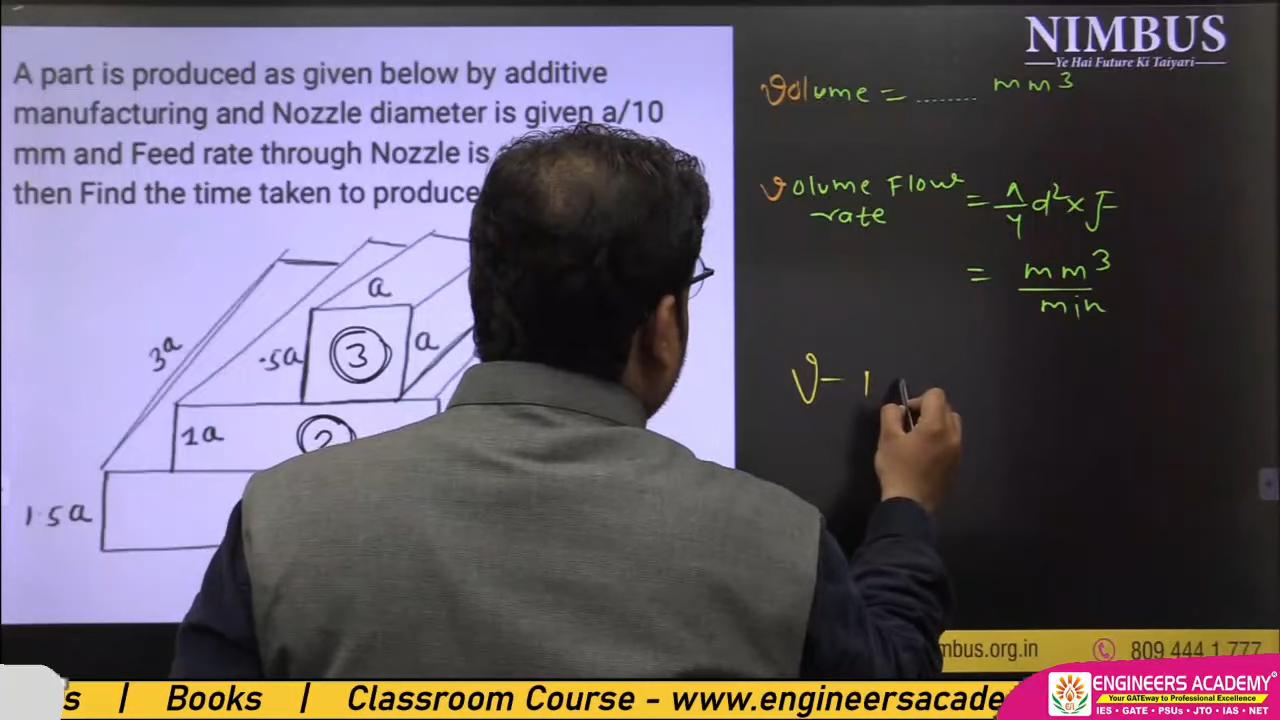 NIMBUS
Ye Hai Future Ki Taiyari
A part is produced as given below by additive
manufacturing and Nozzle diameter is given a/10
mm and Feed rate through Nozzle is
then Find the time taken to produce
volume = ........ mm³
volume Flow rate = π/4 d² × F
= mm³/min
V - 1
3a
a
.5a
3
a
1a
2
1.5a
mbus.org.in
809 444 1 777
s | Books | Classroom Course - www.engineersacade
ENGINEERS ACADEMY
Your GATEway to Professional Excellence
IES • GATE • PSUs • JTO • IAS • NET